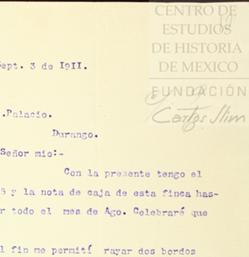 CENTRO DE
ESTUDIOS
DE HISTORIA
DE MEXICO
FUNDACIÓN
Carlos Slim
Sept. 3 de 1911.
.Palacio.
Durango.
Señor mio:-
Con la presente tengo el
5 y la nota de caja de esta finca has-
r todo el mes de Ago. Celebraré que
l fin me permití rayar dos bordos